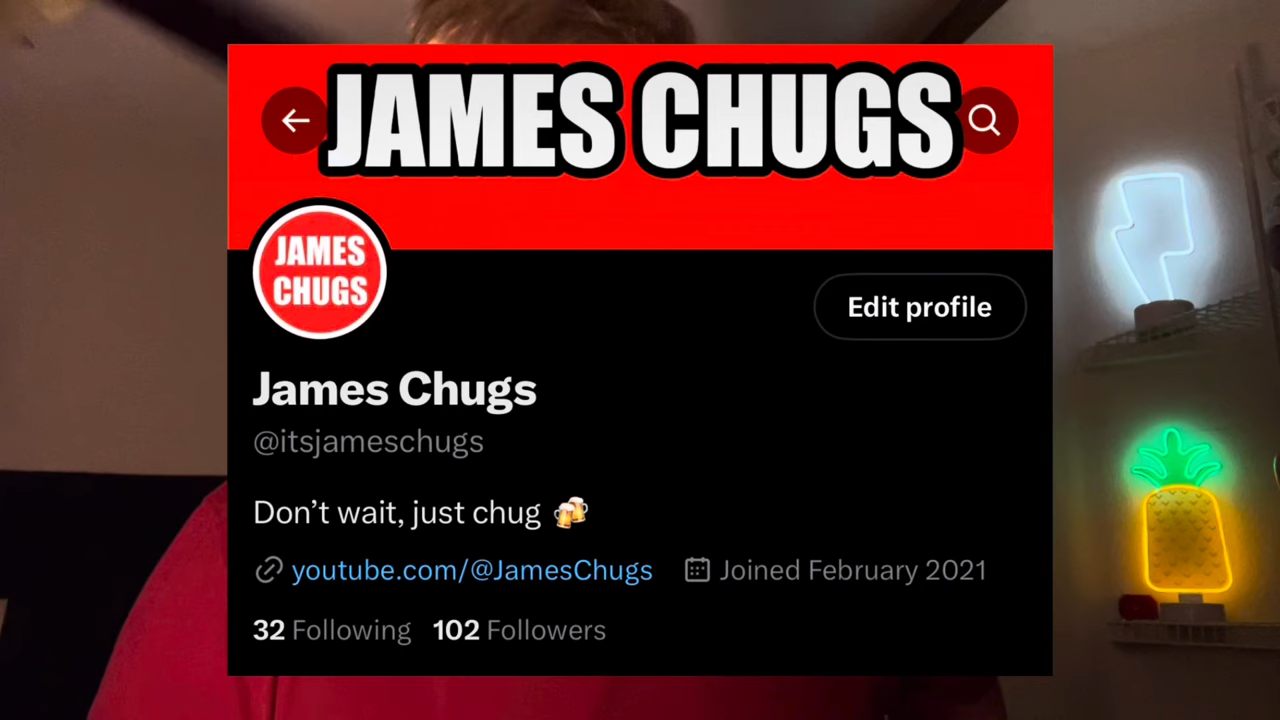 JAMES CHUGS
JAMES
CHUGS
Edit profile
James Chugs
@itsjameschugs
Don’t wait, just chug 🍻
youtube.com/@JamesChugs Joined February 2021
32 Following 102 Followers